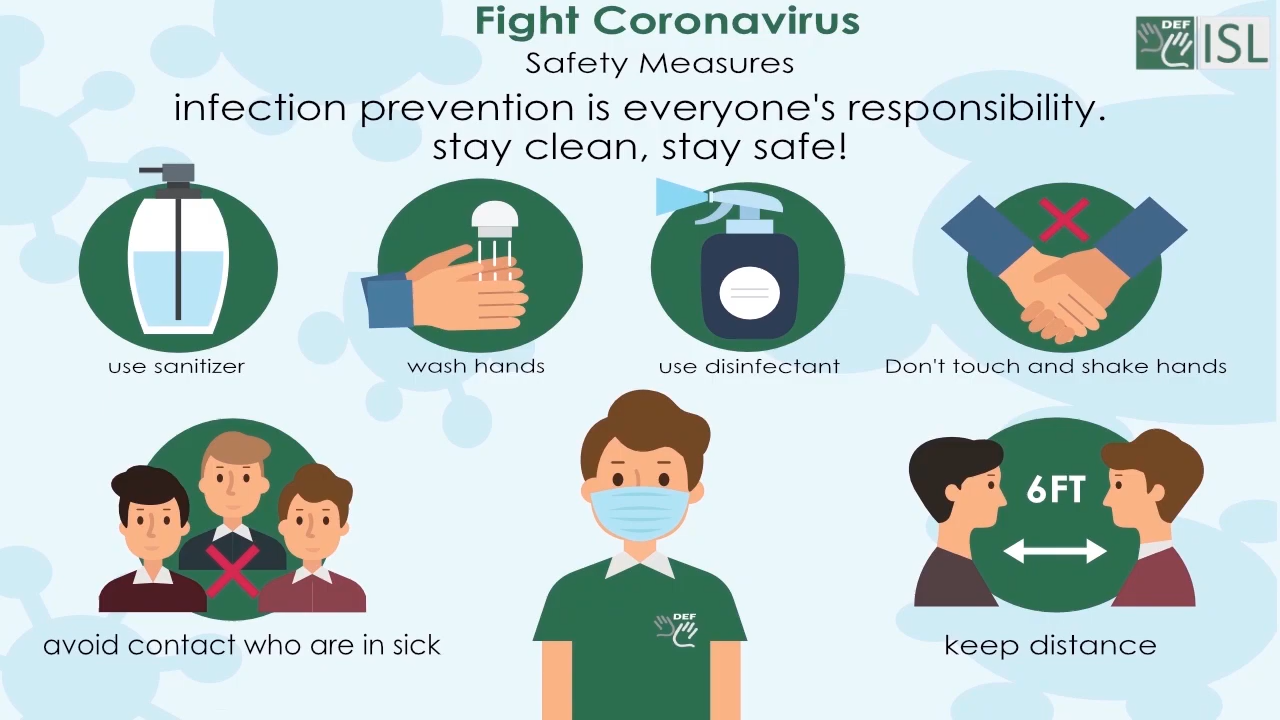 Fight Coronavirus
DEF
ISL
Safety Measures
infection prevention is everyone's responsibility.
stay clean, stay safe!
use sanitizer
wash hands
use disinfectant
Don't touch and shake hands
6FT
DEF
avoid contact who are in sick
keep distance